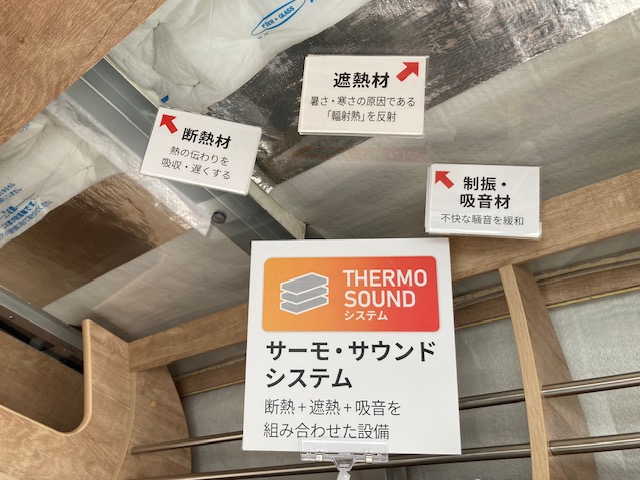 FIBER・GLASS
遮熱材
暑さ・寒さの原因である
「輻射熱」を反射
断熱材
熱の伝わりを
吸収・遅くする
制振・
吸音材
不快な騒音を緩和
THERMO
SOUND
システム
サーモ・サウンド
システム
断熱+遮熱+吸音を
組み合わせた設備